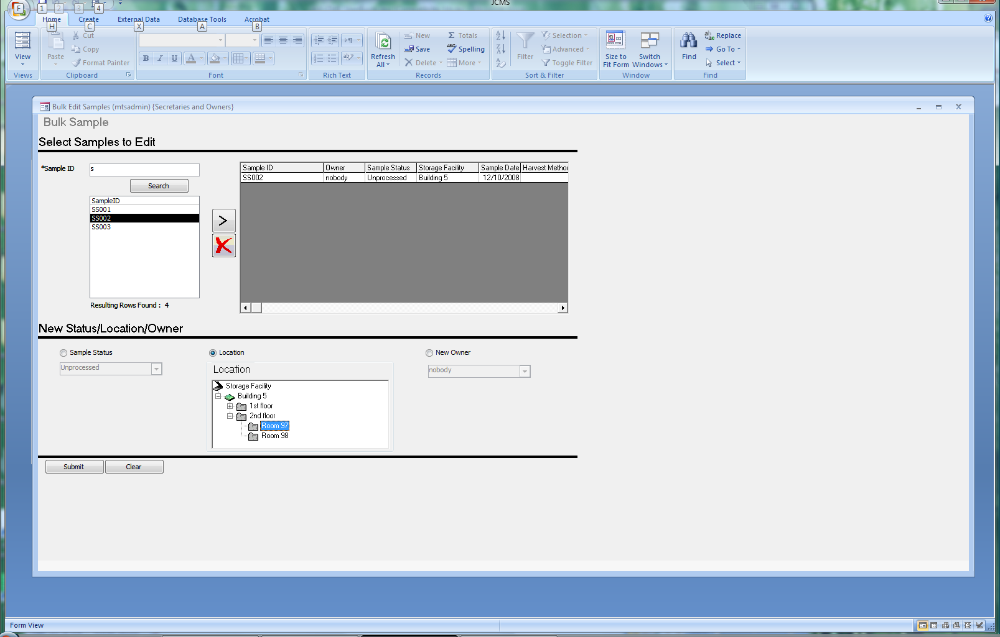 JCMS
F 1 2 3 4
Home Create External Data Database Tools Acrobat
H C X A B
View
Views
Paste
Cut
Copy
Format Painter
Clipboard
B I U A
Font
Rich Text
Refresh
All
New
Save
Delete
Totals
Spelling
More
Records
Filter
Selection
Advanced
Toggle Filter
Sort & Filter
Size to
Fit Form
Switch
Windows
Window
Find
Replace
Go To
Select
Find
Bulk Edit Samples (mtsadmin) {Secretaries and Owners}
Bulk Sample
Select Samples to Edit
*Sample ID s
Search
SampleID
SS001
SS002
SS003
Resulting Rows Found : 4
>
Sample ID Owner Sample Status Storage Facility Sample Date Harvest Method
SS002 nobody Unprocessed Building 5 12/10/2008
New Status/Location/Owner
Sample Status
Unprocessed
Location
Location
Storage Facility
Building 5
1st floor
2nd floor
Room 97
Room 98
New Owner
nobody
Submit Clear
Form View